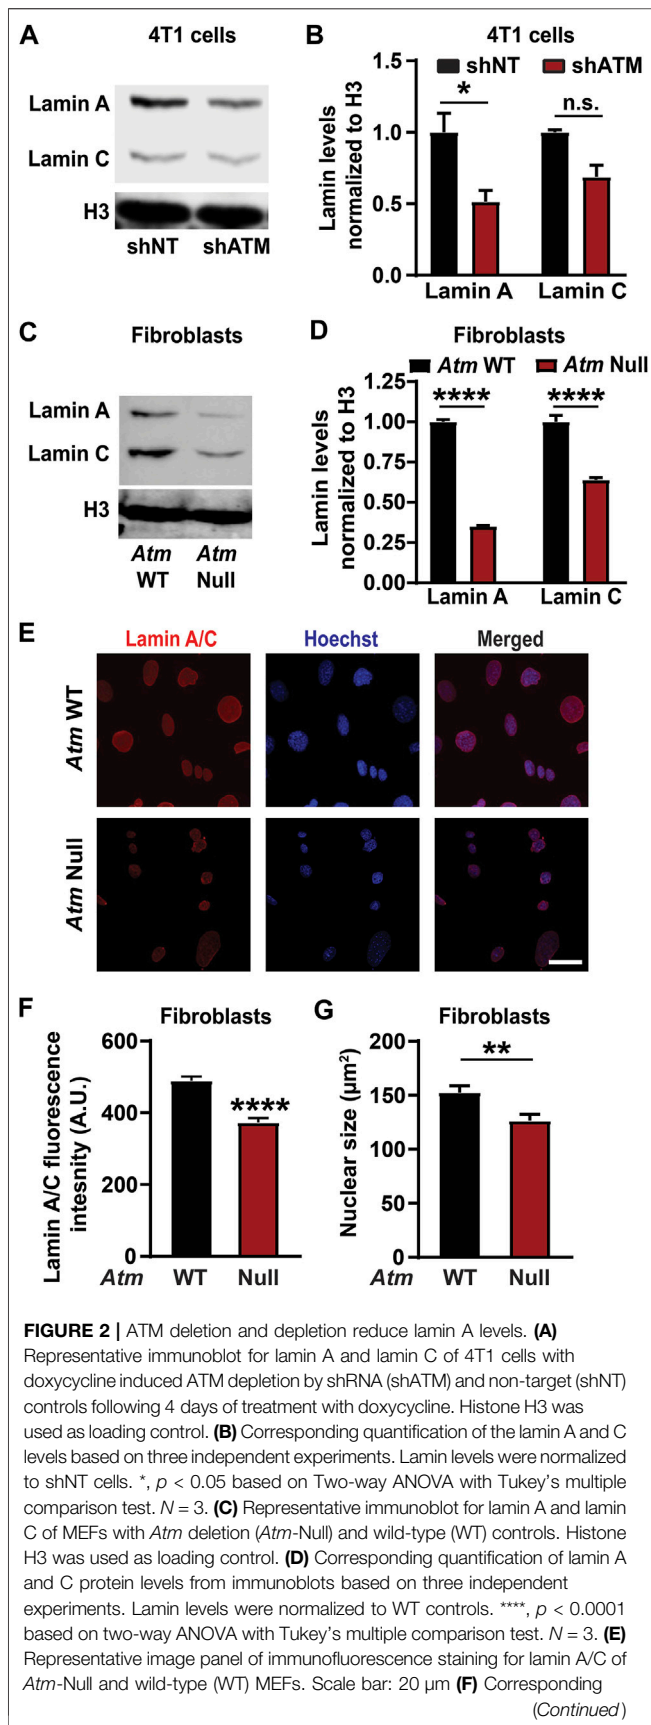 A
4T1 cells
Lamin A
Lamin C
H3
shNT shATM
B
4T1 cells
shNT shATM
Lamin levels
normalized to H3
1.5
1.0
0.5
0.0
*
n.s.
Lamin A Lamin C
C
Fibroblasts
Lamin A
Lamin C
H3
Atm Atm
WT Null
D
Fibroblasts
Atm WT Atm Null
Lamin levels
normalized to H3
1.25
1.00
0.75
0.50
0.25
0.00
**** ****
Lamin A Lamin C
E
Lamin A/C Hoechst Merged
Atm WT
Atm Null
F
Fibroblasts
Lamin A/C fluorescence
intesnity (A.U.)
600
400
200
0
****
Atm WT Null
G
Fibroblasts
Nuclear size (µm²)
200
150
100
50
0
**
Atm WT Null
FIGURE 2 | ATM deletion and depletion reduce lamin A levels. (A)
Representative immunoblot for lamin A and lamin C of 4T1 cells with
doxycycline induced ATM depletion by shRNA (shATM) and non-target (shNT)
controls following 4 days of treatment with doxycycline. Histone H3 was
used as loading control. (B) Corresponding quantification of the lamin A and C
levels based on three independent experiments. Lamin levels were normalized
to shNT cells. *, p < 0.05 based on Two-way ANOVA with Tukey's multiple
comparison test. N = 3. (C) Representative immunoblot for lamin A and lamin
C of MEFs with Atm deletion (Atm-Null) and wild-type (WT) controls. Histone
H3 was used as loading control. (D) Corresponding quantification of lamin A
and C protein levels from immunoblots based on three independent
experiments. Lamin levels were normalized to WT controls. ****, p < 0.0001
based on two-way ANOVA with Tukey's multiple comparison test. N = 3. (E)
Representative image panel of immunofluorescence staining for lamin A/C of
Atm-Null and wild-type (WT) MEFs. Scale bar: 20 µm (F) Corresponding
(Continued)